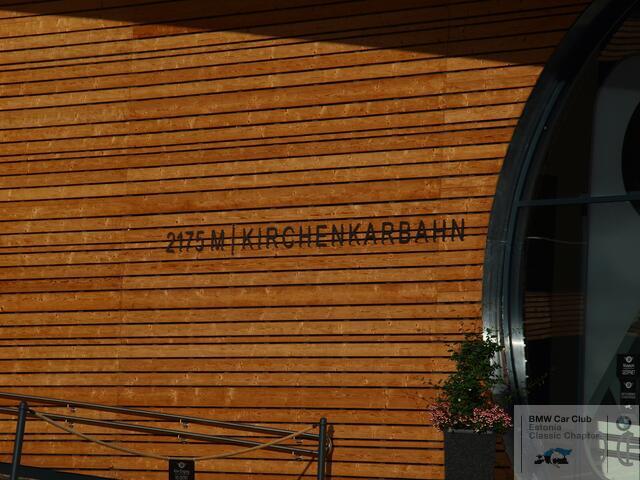 2175 M | KIRCHENKARBAHN
BMW Car Club
Estonia
Classic Chapter